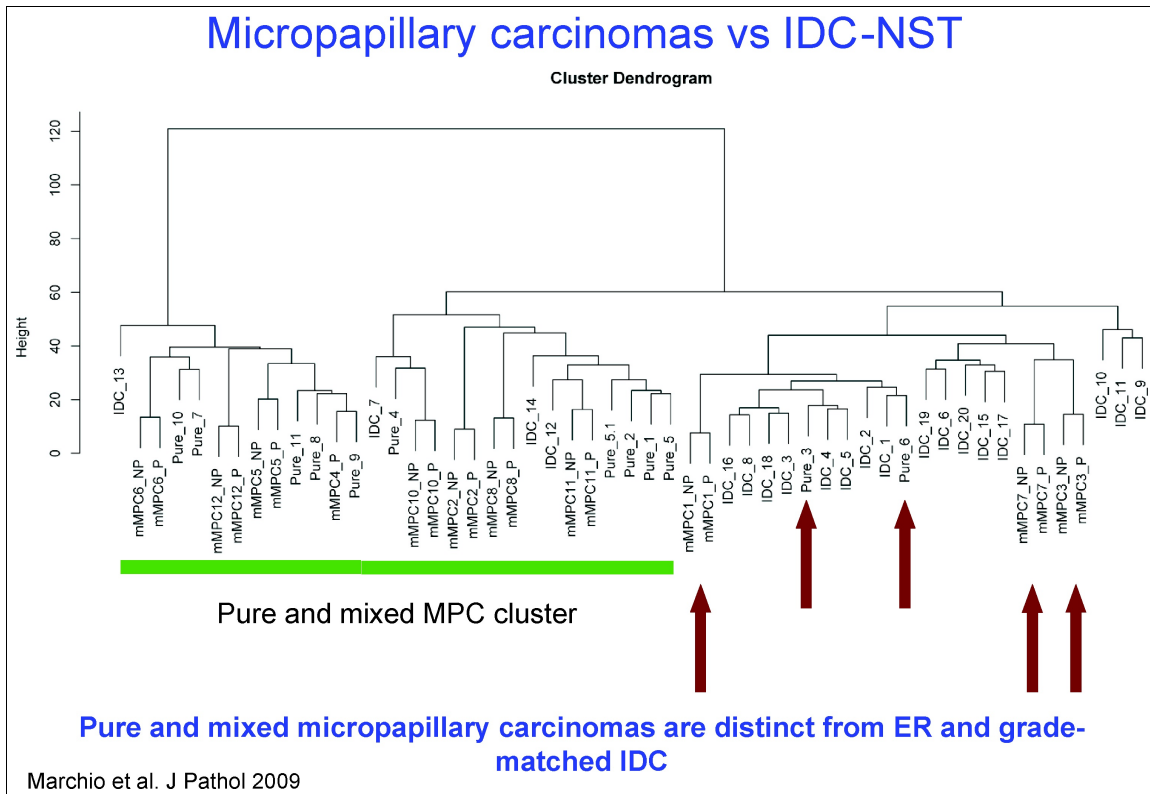 Micropapillary carcinomas vs IDC-NST
Cluster Dendrogram
Height
120
100
80
60
40
20
0
IDC_13
mMPC6_NP
mMPC6_P
Pure_10
Pure_7
mMPC12_NP
mMPC12_P
mMPC5_NP
mMPC5_P
Pure_11
Pure_8
mMPC4_P
Pure_9
IDC_7
Pure_4
mMPC10_NP
mMPC10_P
mMPC2_NP
mMPC2_P
mMPC8_NP
mMPC8_P
IDC_14
IDC_12
mMPC11_NP
mMPC11_P
Pure_5.1
Pure_2
Pure_1
Pure_5
mMPC1_NP
mMPC1_P
IDC_16
IDC_8
IDC_18
IDC_3
Pure_3
IDC_4
IDC_5
IDC_2
IDC_1
Pure_6
IDC_19
IDC_6
IDC_20
IDC_15
IDC_17
mMPC7_NP
mMPC7_P
mMPC3_NP
mMPC3_P
IDC_10
IDC_11
IDC_9
Pure and mixed MPC cluster
Pure and mixed micropapillary carcinomas are distinct from ER and grade-
matched IDC
Marchio et al. J Pathol 2009